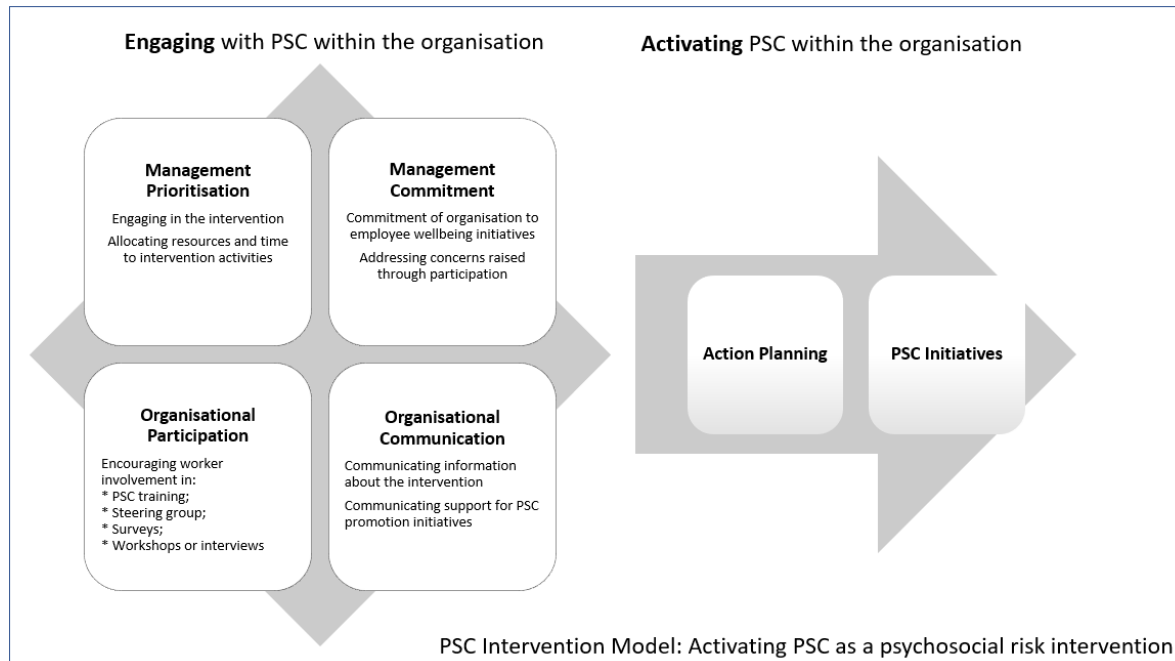 Engaging with PSC within the organisation
Activating PSC within the organisation
Management
Prioritisation
Engaging in the intervention
Allocating resources and time
to intervention activities
Management
Commitment
Commitment of organisation to
employee wellbeing initiatives
Addressing concerns raised
through participation
Organisational
Participation
Encouraging worker
involvement in:
* PSC training;
* Steering group;
* Surveys;
* Workshops or interviews
Organisational
Communication
Communicating information
about the intervention
Communicating support for PSC
promotion initiatives
Action Planning
PSC Initiatives
PSC Intervention Model: Activating PSC as a psychosocial risk intervention